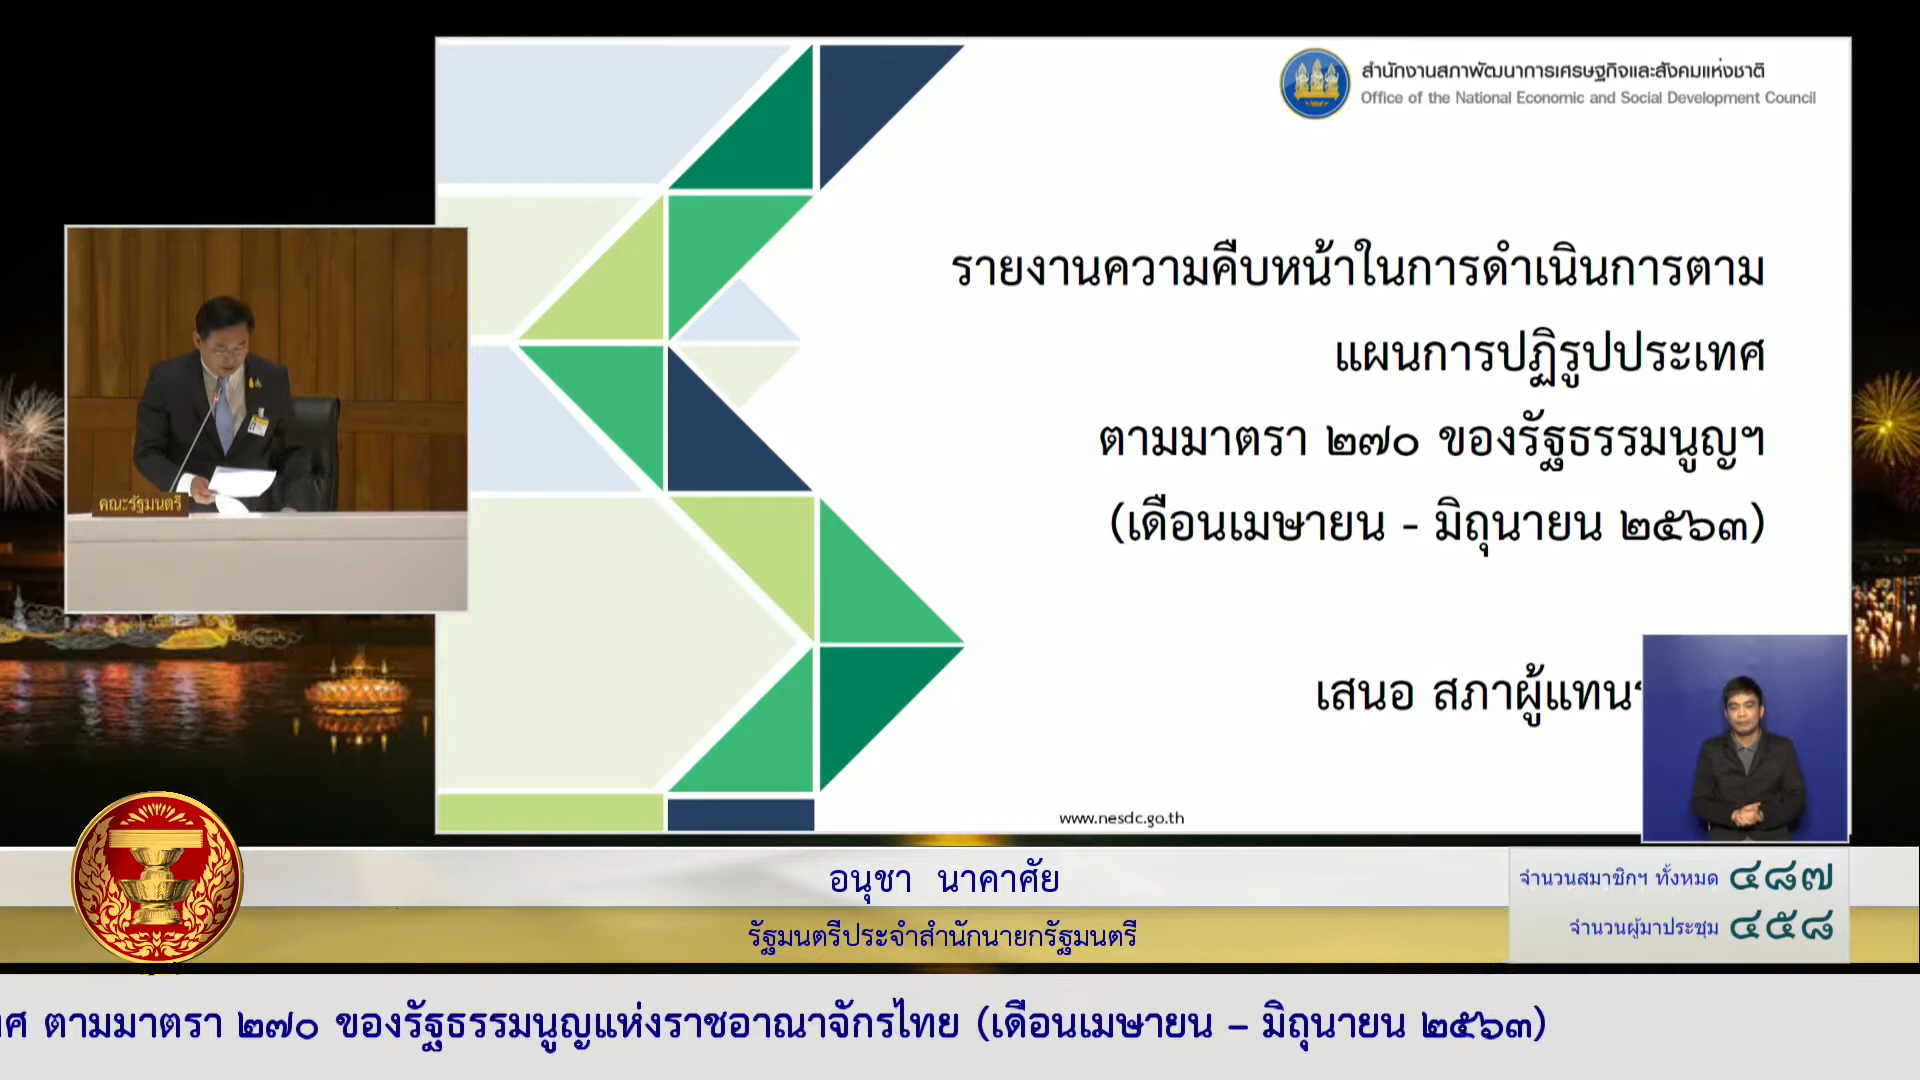 สำนักงานสภาพัฒนาการเศรษฐกิจและสังคมแห่งชาติ
Office of the National Economic and Social Development Council
รายงานความคืบหน้าในการดำเนินการตาม
แผนการปฏิรูปประเทศ
ตามมาตรา ๒๗๐ ของรัฐธรรมนูญฯ
(เดือนเมษายน - มิถุนายน ๒๕๖๓)
เสนอ สภาผู้แทนร
www.nesdc.go.th
คณะรัฐมนตรี
อนุชา นาคาศัย
รัฐมนตรีประจำสำนักนายกรัฐมนตรี
จำนวนสมาชิกฯ ทั้งหมด ๔๘๗
จำนวนผู้มาประชุม ๔๕๘
ทศ ตามมาตรา ๒๗๐ ของรัฐธรรมนูญแห่งราชอาณาจักรไทย (เดือนเมษายน – มิถุนายน ๒๕๖๓)